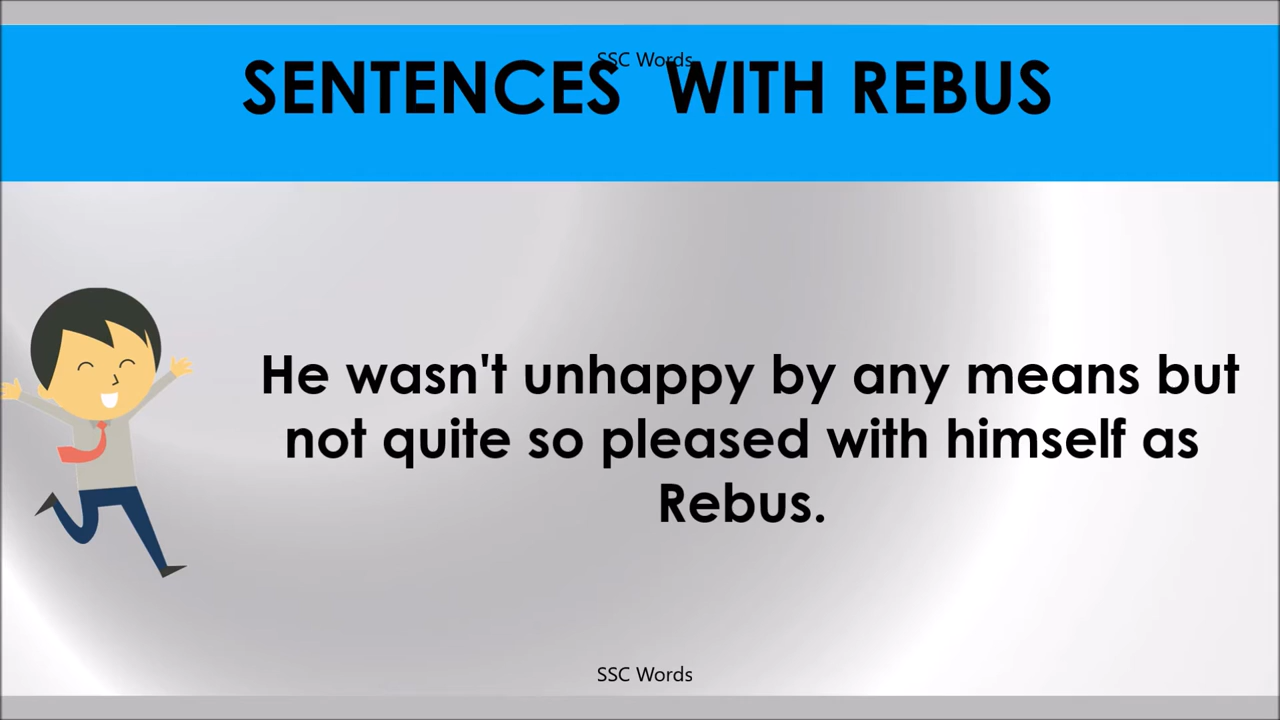 SSC Words
SENTENCES WITH REBUS
He wasn't unhappy by any means but
not quite so pleased with himself as
Rebus.
SSC Words